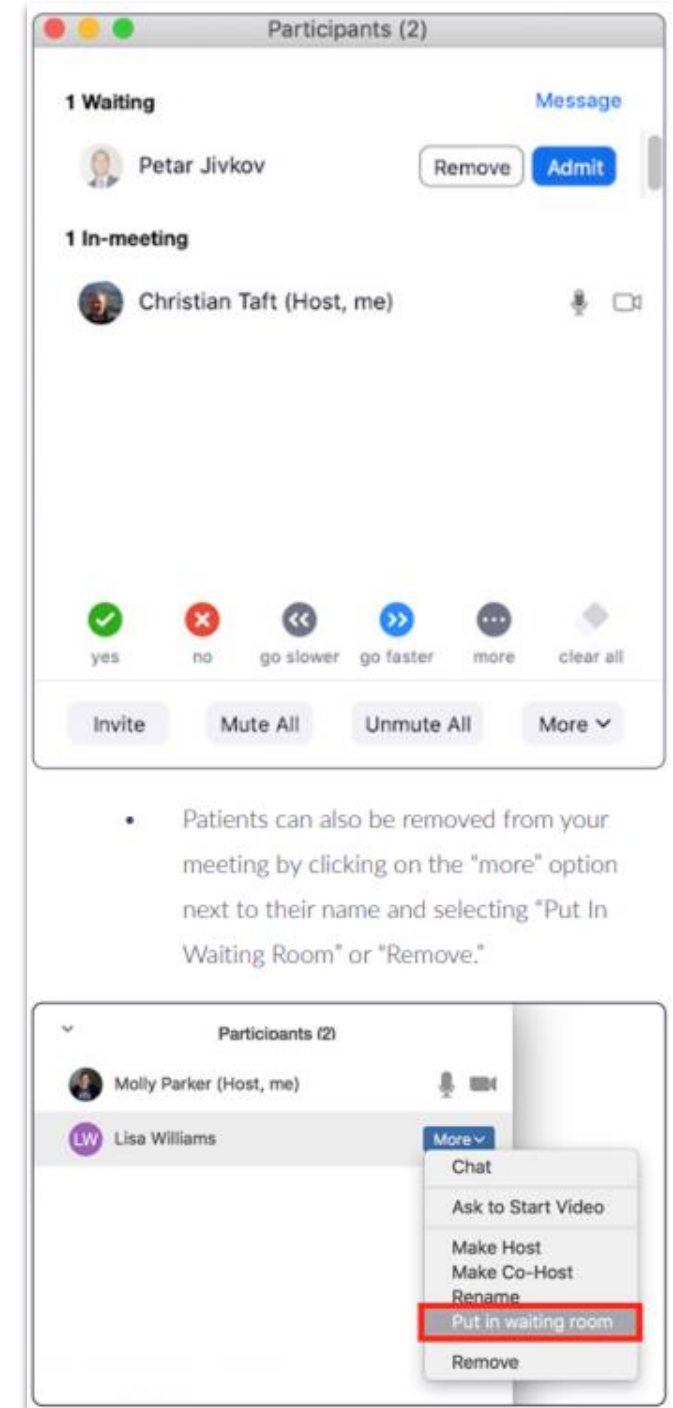 Participants (2)
1 Waiting Message
Petar Jivkov Remove Admit
1 In-meeting
Christian Taft (Host, me)
yes no go slower go faster more clear all
Invite Mute All Unmute All More
• Patients can also be removed from your
meeting by clicking on the "more" option
next to their name and selecting "Put In
Waiting Room" or "Remove."
Participants (2)
Molly Parker (Host, me)
LW Lisa Williams More
Chat
Ask to Start Video
Make Host
Make Co-Host
Rename
Put in waiting room
Remove